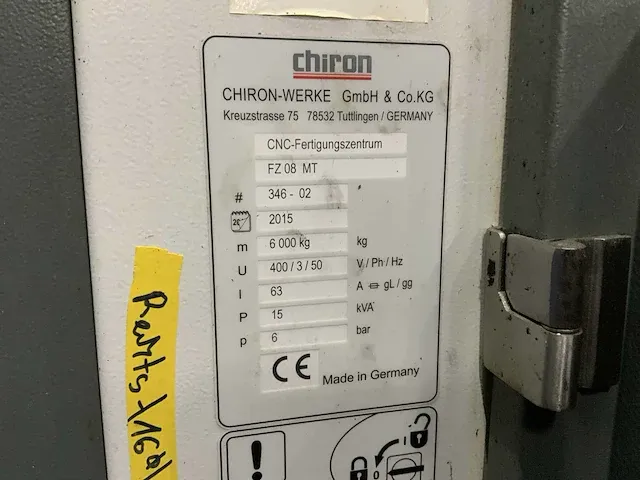 chiron
CHIRON-WERKE GmbH & Co.KG
Kreuzstrasse 75 78532 Tuttlingen / GERMANY
CNC-Fertigungszentrum
FZ 08 MT
# 346 - 02
2015
m 6 000 kg kg
U 400 / 3 / 50 V / Ph / Hz
I 63 A gL / gg
P 15 kVA
p 6 bar
CE Made in Germany